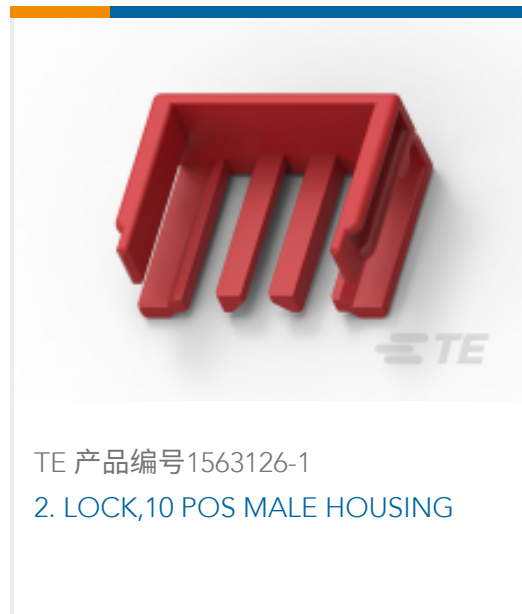 TE
TE 产品编号1563126-1
2. LOCK,10 POS MALE HOUSING